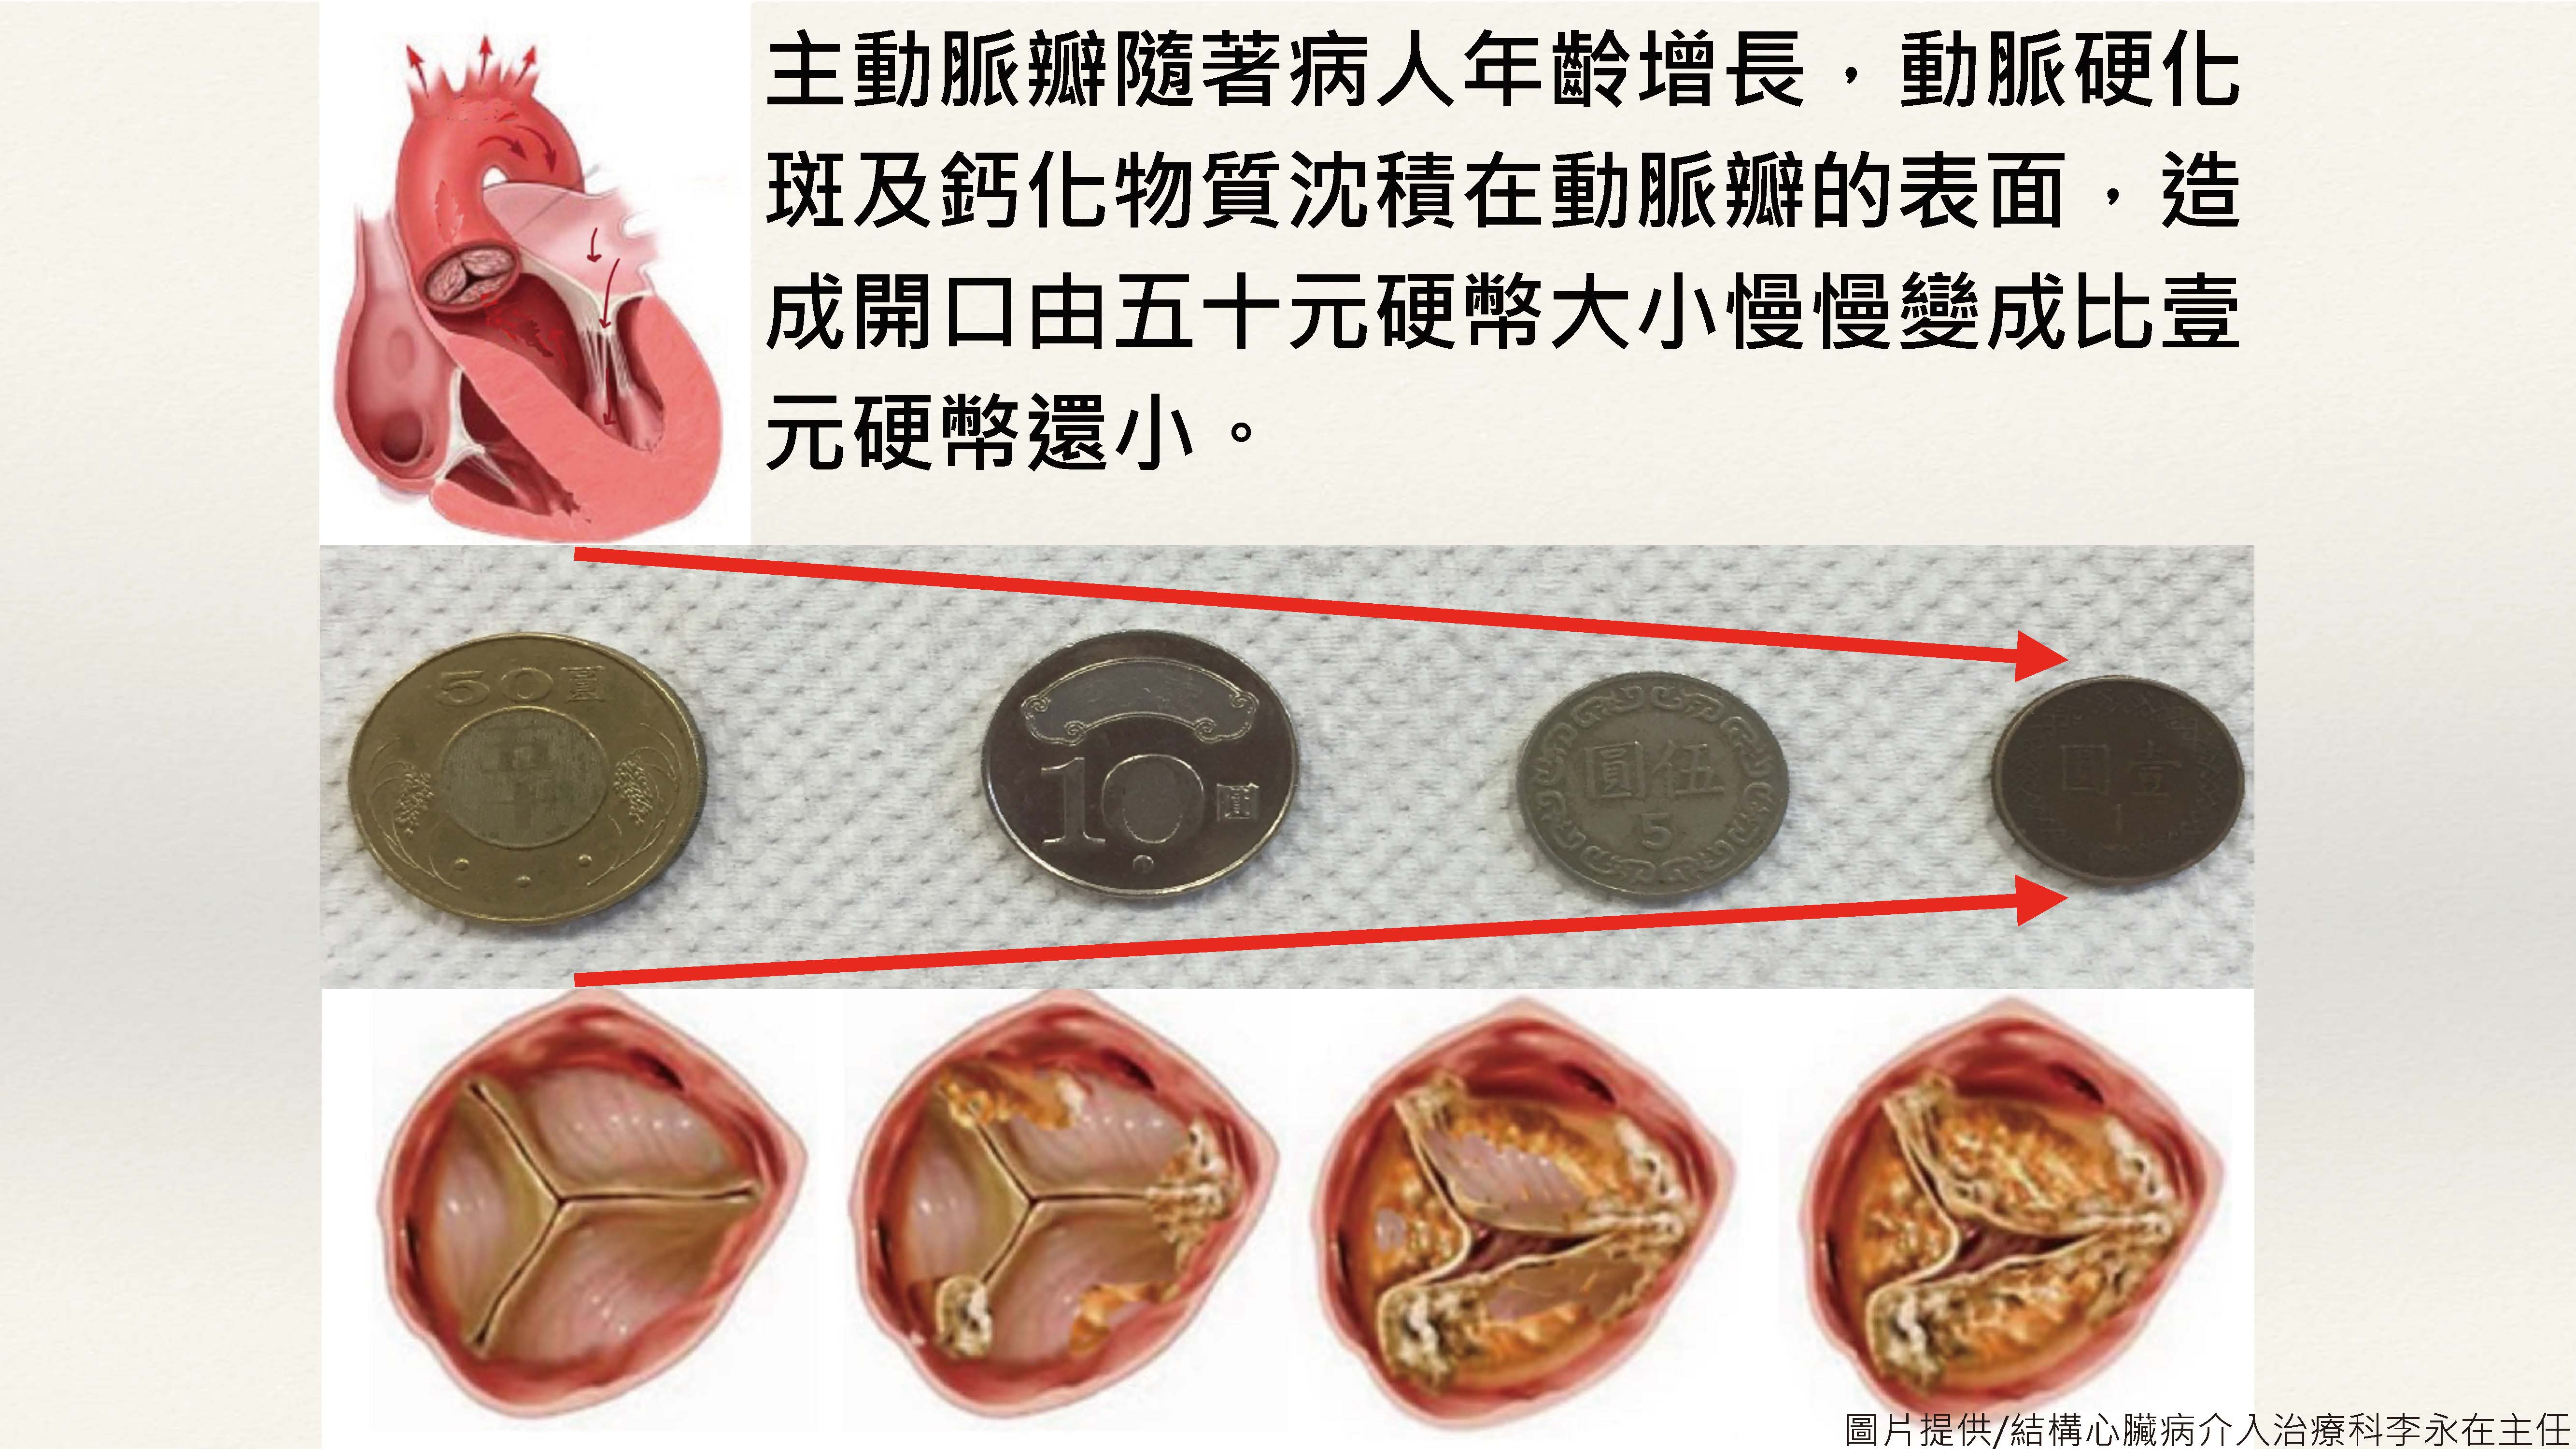 主動脈瓣隨著病人年齡增長，動脈硬化
斑及鈣化物質沈積在動脈瓣的表面，造
成開口由五十元硬幣大小慢慢變成比壹
元硬幣還小。
50圓
五十
10圓
圓伍
5
圓壹
1
圖片提供/結構心臟病介入治療科李永在主任